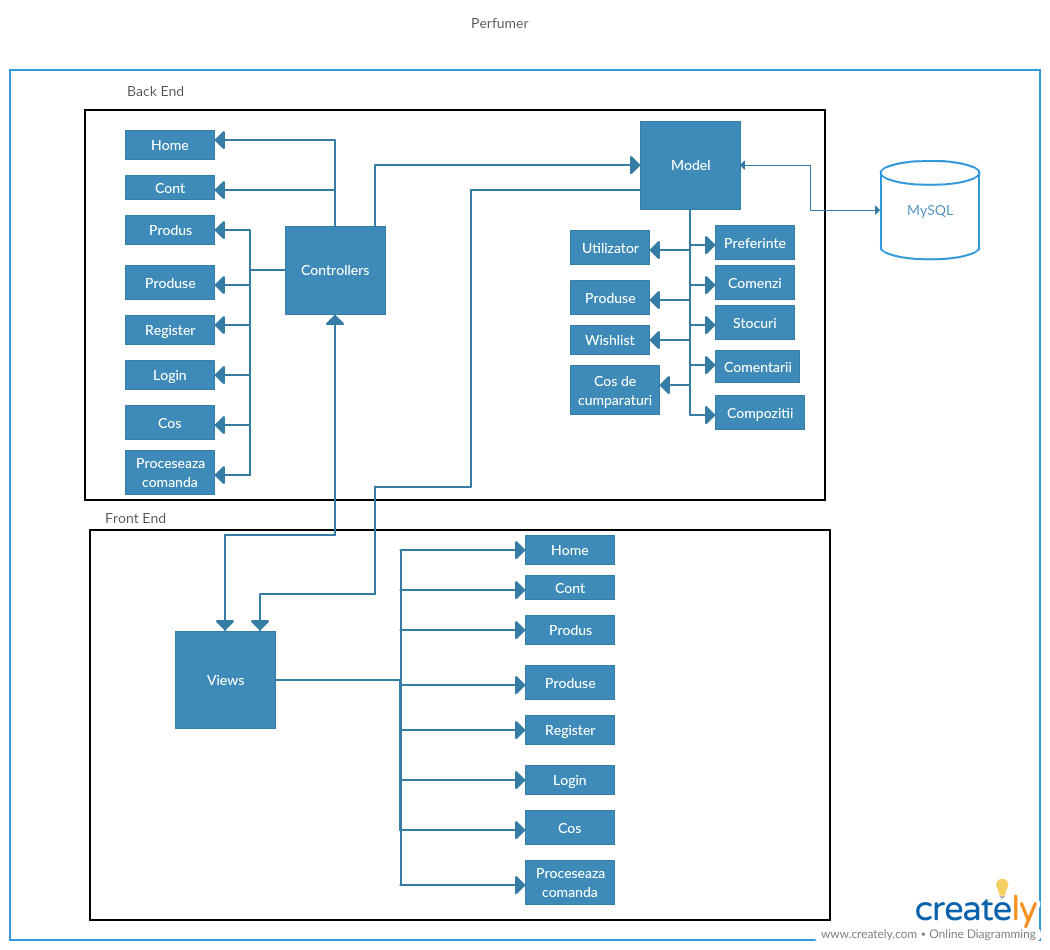 Perfumer
Back End
Home
Cont
Produs
Produse
Register
Login
Cos
Proceseaza
comanda
Controllers
Model
Utilizator
Produse
Wishlist
Cos de
cumparaturi
Preferinte
Comenzi
Stocuri
Comentarii
Compozitii
MySQL
Front End
Views
Home
Cont
Produs
Produse
Register
Login
Cos
Proceseaza
comanda
creately
www.creately.com • Online Diagramming